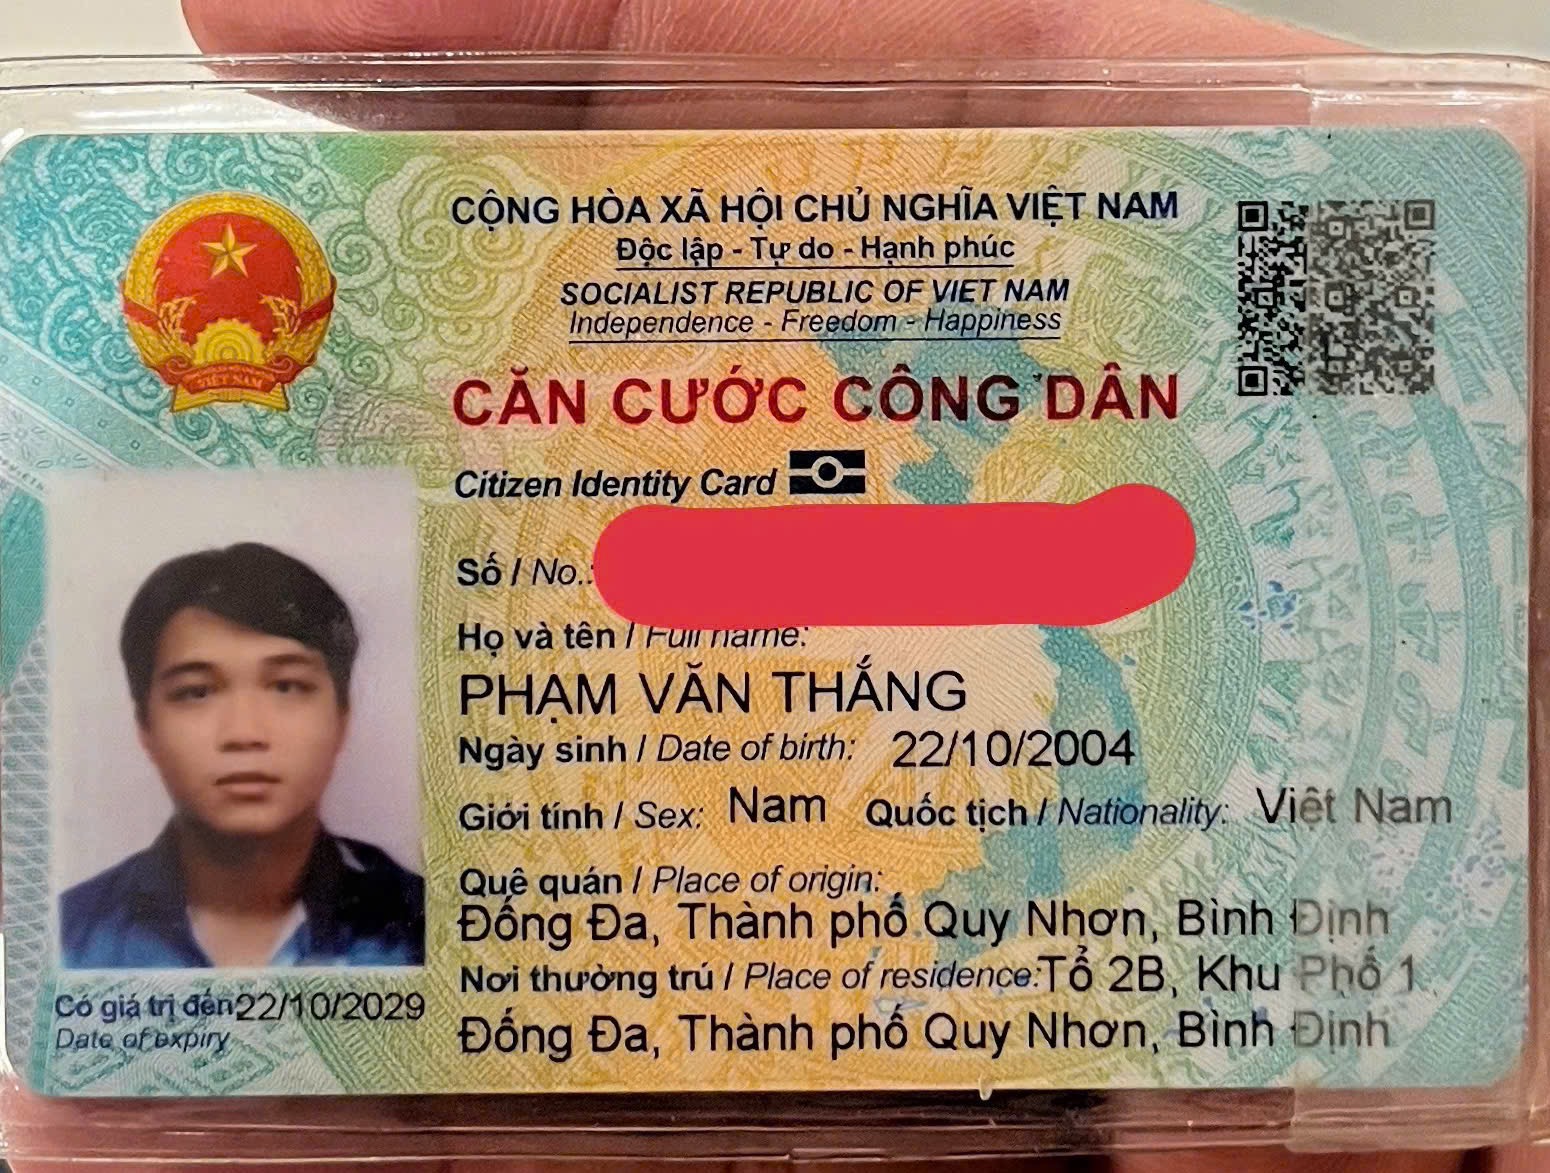 CỘNG HÒA XÃ HỘI CHỦ NGHĨA VIỆT NAM
Độc lập - Tự do - Hạnh phúc
SOCIALIST REPUBLIC OF VIET NAM
Independence - Freedom - Happiness
CĂN CƯỚC CÔNG DÂN
Citizen Identity Card
Số / No.:
Họ và tên / Full name:
PHẠM VĂN THẮNG
Ngày sinh / Date of birth: 22/10/2004
Giới tính / Sex: Nam Quốc tịch / Nationality: Việt Nam
Quê quán / Place of origin:
Đống Đa, Thành phố Quy Nhơn, Bình Định
Nơi thường trú / Place of residence: Tổ 2B, Khu Phố 1
Đống Đa, Thành phố Quy Nhơn, Bình Định
Có giá trị đến 22/10/2029
Date of expiry
VIỆT NAM